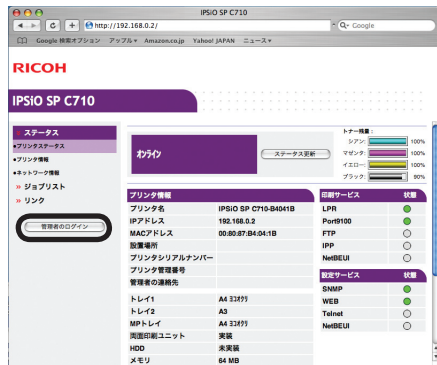 IPSiO SP C710
http://192.168.0.2/
Q- Google
Google 検索オプション アップル▼ Amazon.co.jp Yahoo! JAPAN ニュース▼
RICOH
IPSiO SP C710
ステータス
●プリンタステータス
●プリンタ情報
●ネットワーク情報
» ジョブリスト
» リンク
管理者のログイン
オンライン
ステータス更新
トナー残量：
シアン: 100%
マゼンタ: 100%
イエロー: 100%
ブラック: 90%
プリンタ情報
プリンタ名 IPSiO SP C710-B4041B
IPアドレス 192.168.0.2
MACアドレス 00:80:87:B4:04:1B
設置場所
プリンタシリアルナンバー
プリンタ管理番号
管理者の連絡先
トレイ1 A4 ヨコオクリ
トレイ2 A3
MPトレイ A4 ヨコオクリ
両面印刷ユニット 実装
HDD 未実装
メモリ 64 MB
印刷サービス 状態
LPR
Port9100
FTP
IPP
NetBEUI
設定サービス 状態
SNMP
WEB
Telnet
NetBEUI